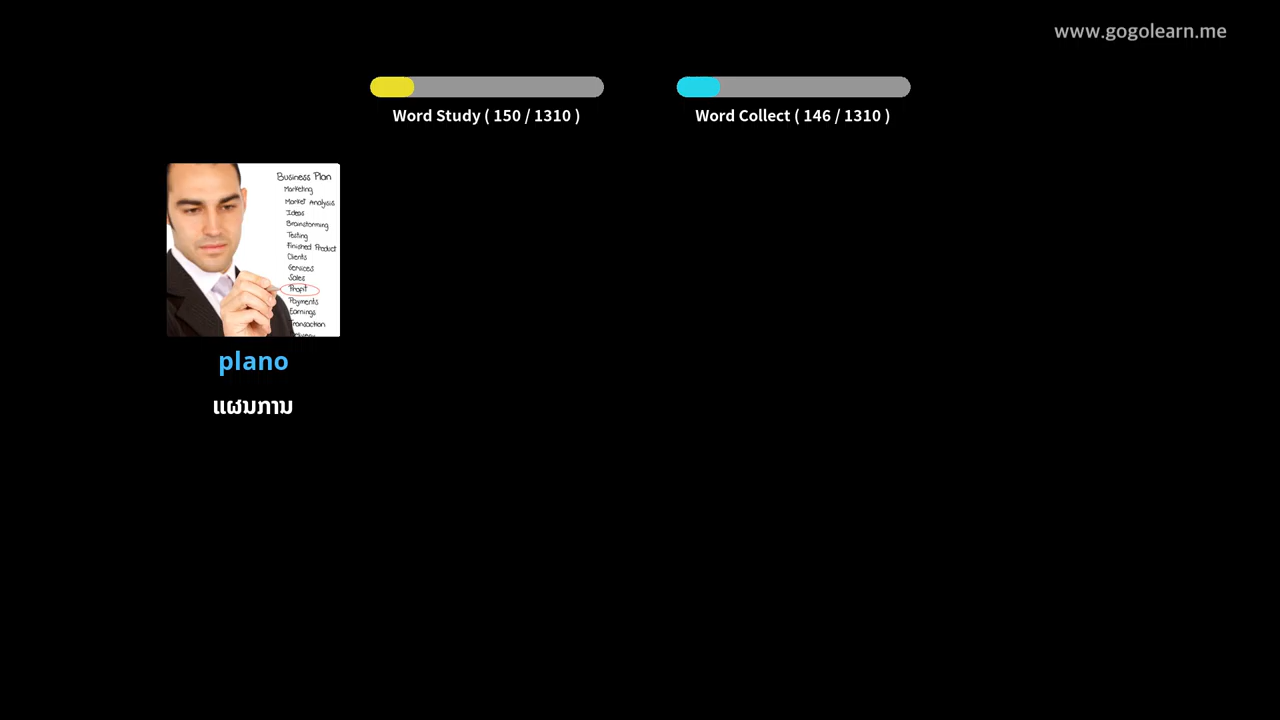 www.gogolearn.me
Word Study ( 150 / 1310 )
Word Collect ( 146 / 1310 )
Business Plan
Marketing
Market Analysis
Ideas
Brainstorming
Testing
Finished Product
Clients
Services
Sales
Profit
Payments
Earnings
Transaction
Delivery
plano
ແຜນການ